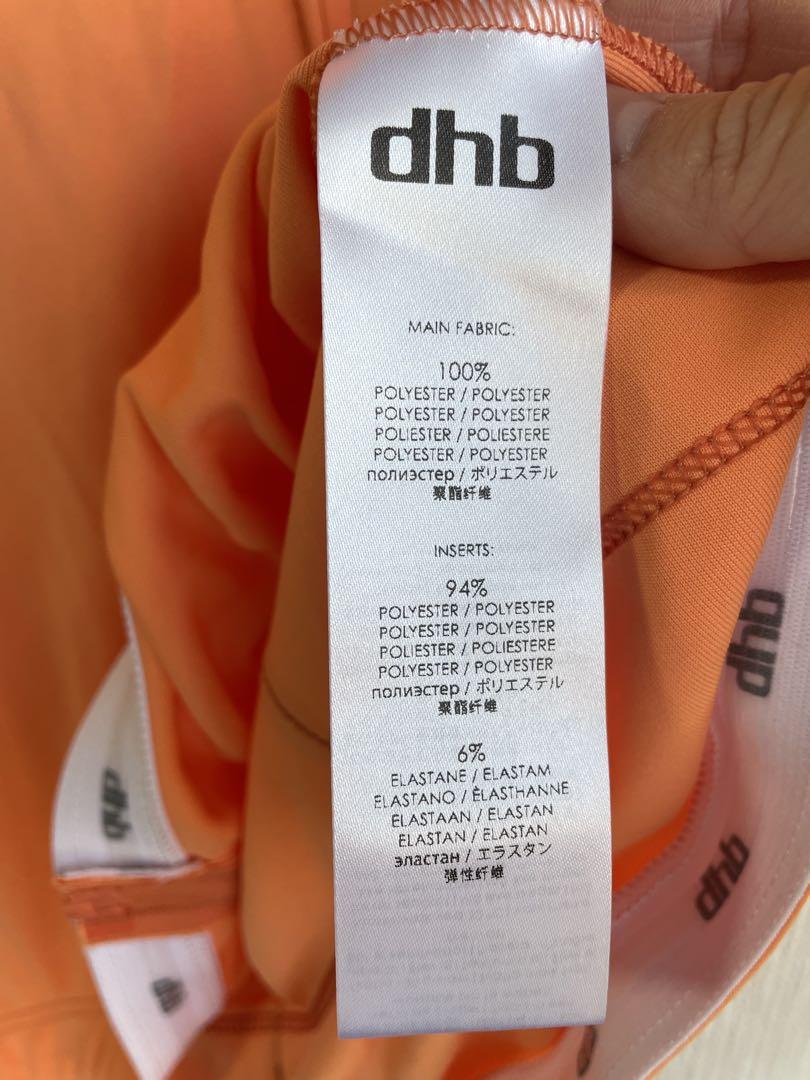 dhb
MAIN FABRIC:
100%
POLYESTER / POLYESTER
POLYESTER / POLYESTER
POLIESTER / POLIESTERE
POLYESTER / POLYESTER
полиэстер / ポリエステル
聚酯纤维
INSERTS:
94%
POLYESTER / POLYESTER
POLYESTER / POLYESTER
POLIESTER / POLIESTERE
POLYESTER / POLYESTER
полиэстер / ポリエステル
聚酯纤维
6%
ELASTANE / ELASTAM
ELASTANO / ÉLASTHANNE
ELASTAAN / ELASTAN
ELASTAN / ELASTAN
эластан / エラスタン
弹性纤维
dhb
dhb
dhb